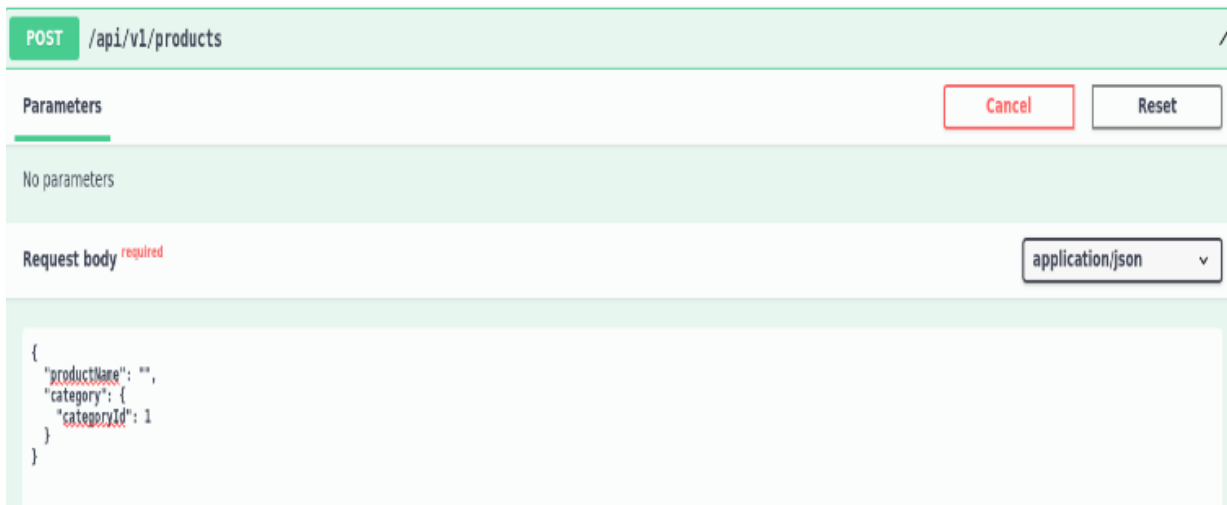 POST /api/v1/products /
Parameters Cancel Reset
No parameters
Request body required application/json
{
  "productName": "",
  "category": {
    "categoryId": 1
  }
}